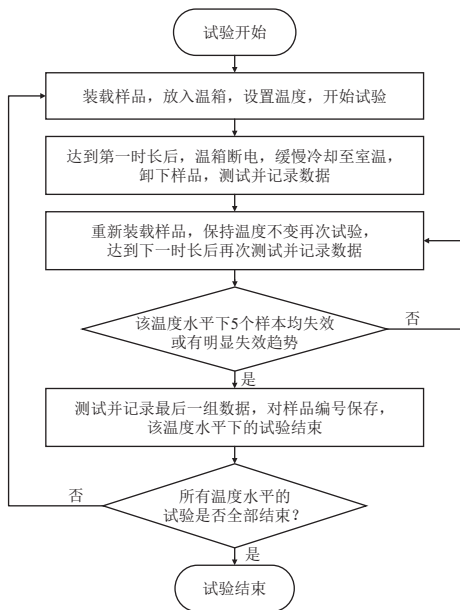 试验开始
装载样品，放入温箱，设置温度，开始试验
达到第一时长后，温箱断电，缓慢冷却至室温，
卸下样品，测试并记录数据
重新装载样品，保持温度不变再次试验，
达到下一时长后再次测试并记录数据
该温度水平下5个样本均失效
或有明显失效趋势
否
是
测试并记录最后一组数据，对样品编号保存，
该温度水平下的试验结束
否
所有温度水平的
试验是否全部结束？
是
试验结束